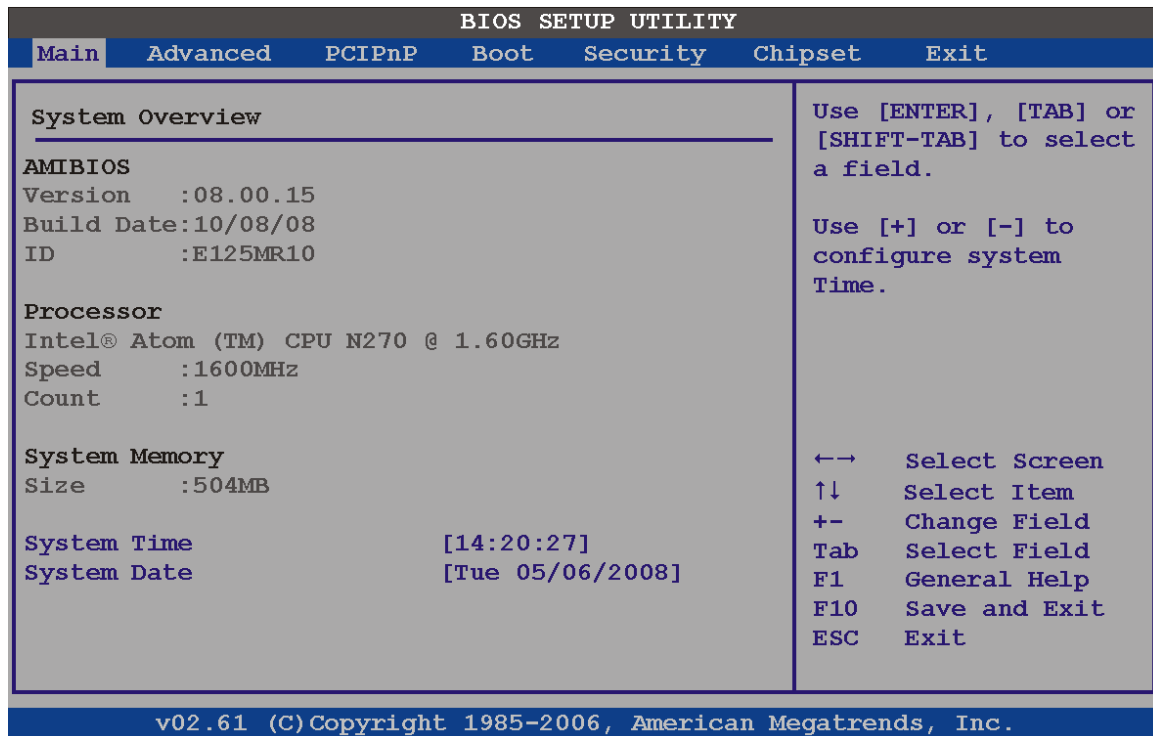 BIOS SETUP UTILITY
Main Advanced PCIPnP Boot Security Chipset Exit
System Overview
AMIBIOS
Version :08.00.15
Build Date:10/08/08
ID :E125MR10
Processor
Intel® Atom (TM) CPU N270 @ 1.60GHz
Speed :1600MHz
Count :1
System Memory
Size :504MB
System Time [14:20:27]
System Date [Tue 05/06/2008]
Use [ENTER], [TAB] or
[SHIFT-TAB] to select
a field.
Use [+] or [-] to
configure system
Time.
←→ Select Screen
↑↓ Select Item
+- Change Field
Tab Select Field
F1 General Help
F10 Save and Exit
ESC Exit
v02.61 (C)Copyright 1985-2006, American Megatrends, Inc.